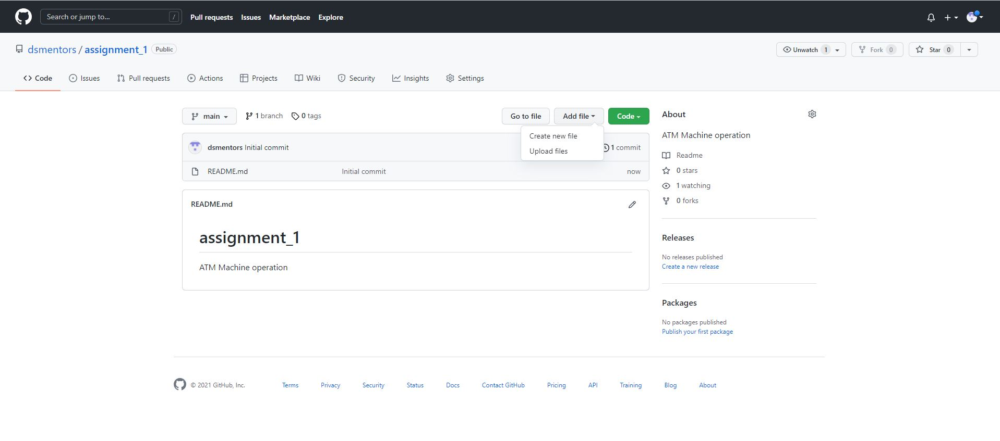 Search or jump to... /
Pull requests Issues Marketplace Explore
dsmentors / assignment_1 Public
Unwatch 1 Fork 0 Star 0
Code Issues Pull requests Actions Projects Wiki Security Insights Settings
main 1 branch 0 tags Go to file Add file Code
Create new file
Upload files
dsmentors Initial commit 1 commit
README.md Initial commit now
README.md
assignment_1
ATM Machine operation
About
ATM Machine operation
Readme
0 stars
1 watching
0 forks
Releases
No releases published
Create a new release
Packages
No packages published
Publish your first package
© 2021 GitHub, Inc. Terms Privacy Security Status Docs Contact GitHub Pricing API Training Blog About